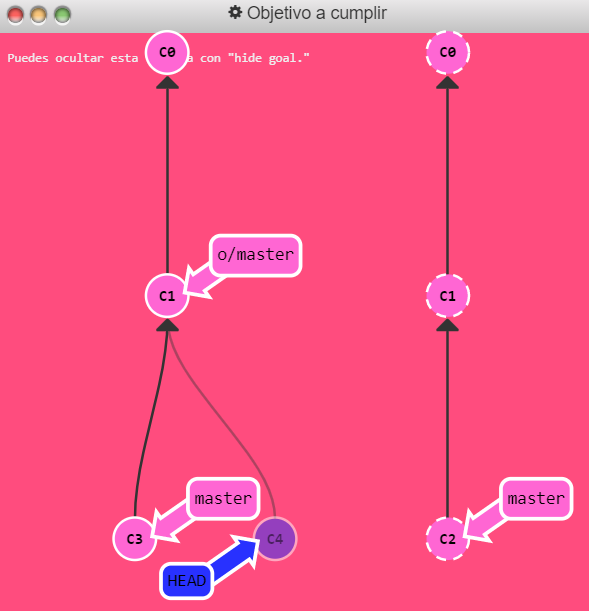 Objetivo a cumplir
C0
C0
Puedes ocultar esta a con "hide goal."
o/master
C1
C1
master
master
C3
C4
C2
HEAD